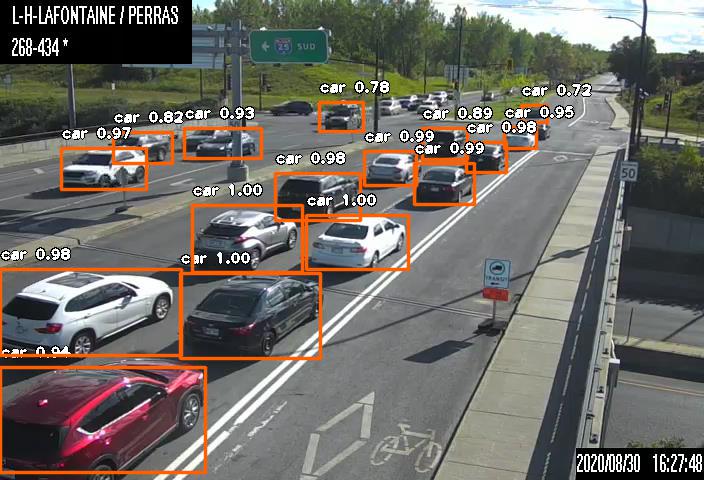 L-H-LAFONTAINE / PERRAS
268-434 *
25 SUD
car 0.78
car 0.72
car 0.82
car 0.93
car 0.89
car 0.95
car 0.97
car 0.99
car 0.98
car 0.99
car 0.98
car 1.00
car 1.00
50
car 0.98
car 1.00
TRANSIT
car 0.94
2020/08/30 16:27:48